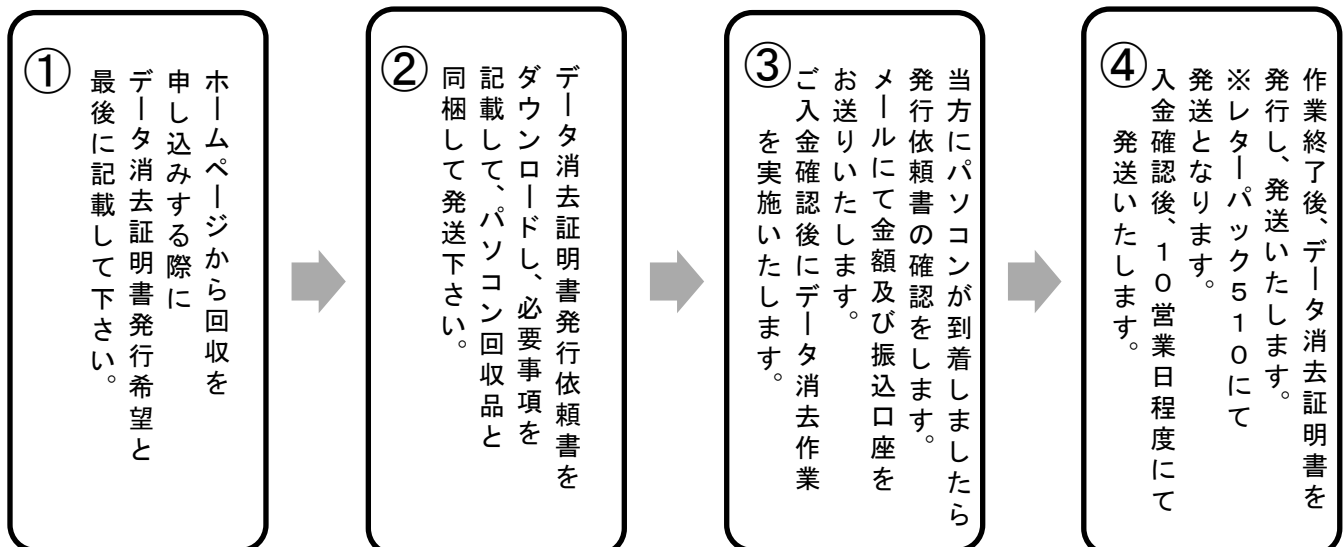 ①
ホームページから回収を
申し込みする際に
データ消去証明書発行希望と
最後に記載して下さい。
②
データ消去証明書発行依頼書を
ダウンロードし、必要事項を
記載して、パソコン回収品と
同梱して発送下さい。
③
当方にパソコンが到着しましたら
発行依頼書の確認をします。
メールにて金額及び振込口座を
お送りいたします。
ご入金確認後にデータ消去作業
を実施いたします。
④
作業終了後、データ消去証明書を
発行し、発送いたします。
※レターパック510にて
発送となります。
入金確認後、10営業日程度にて
発送いたします。